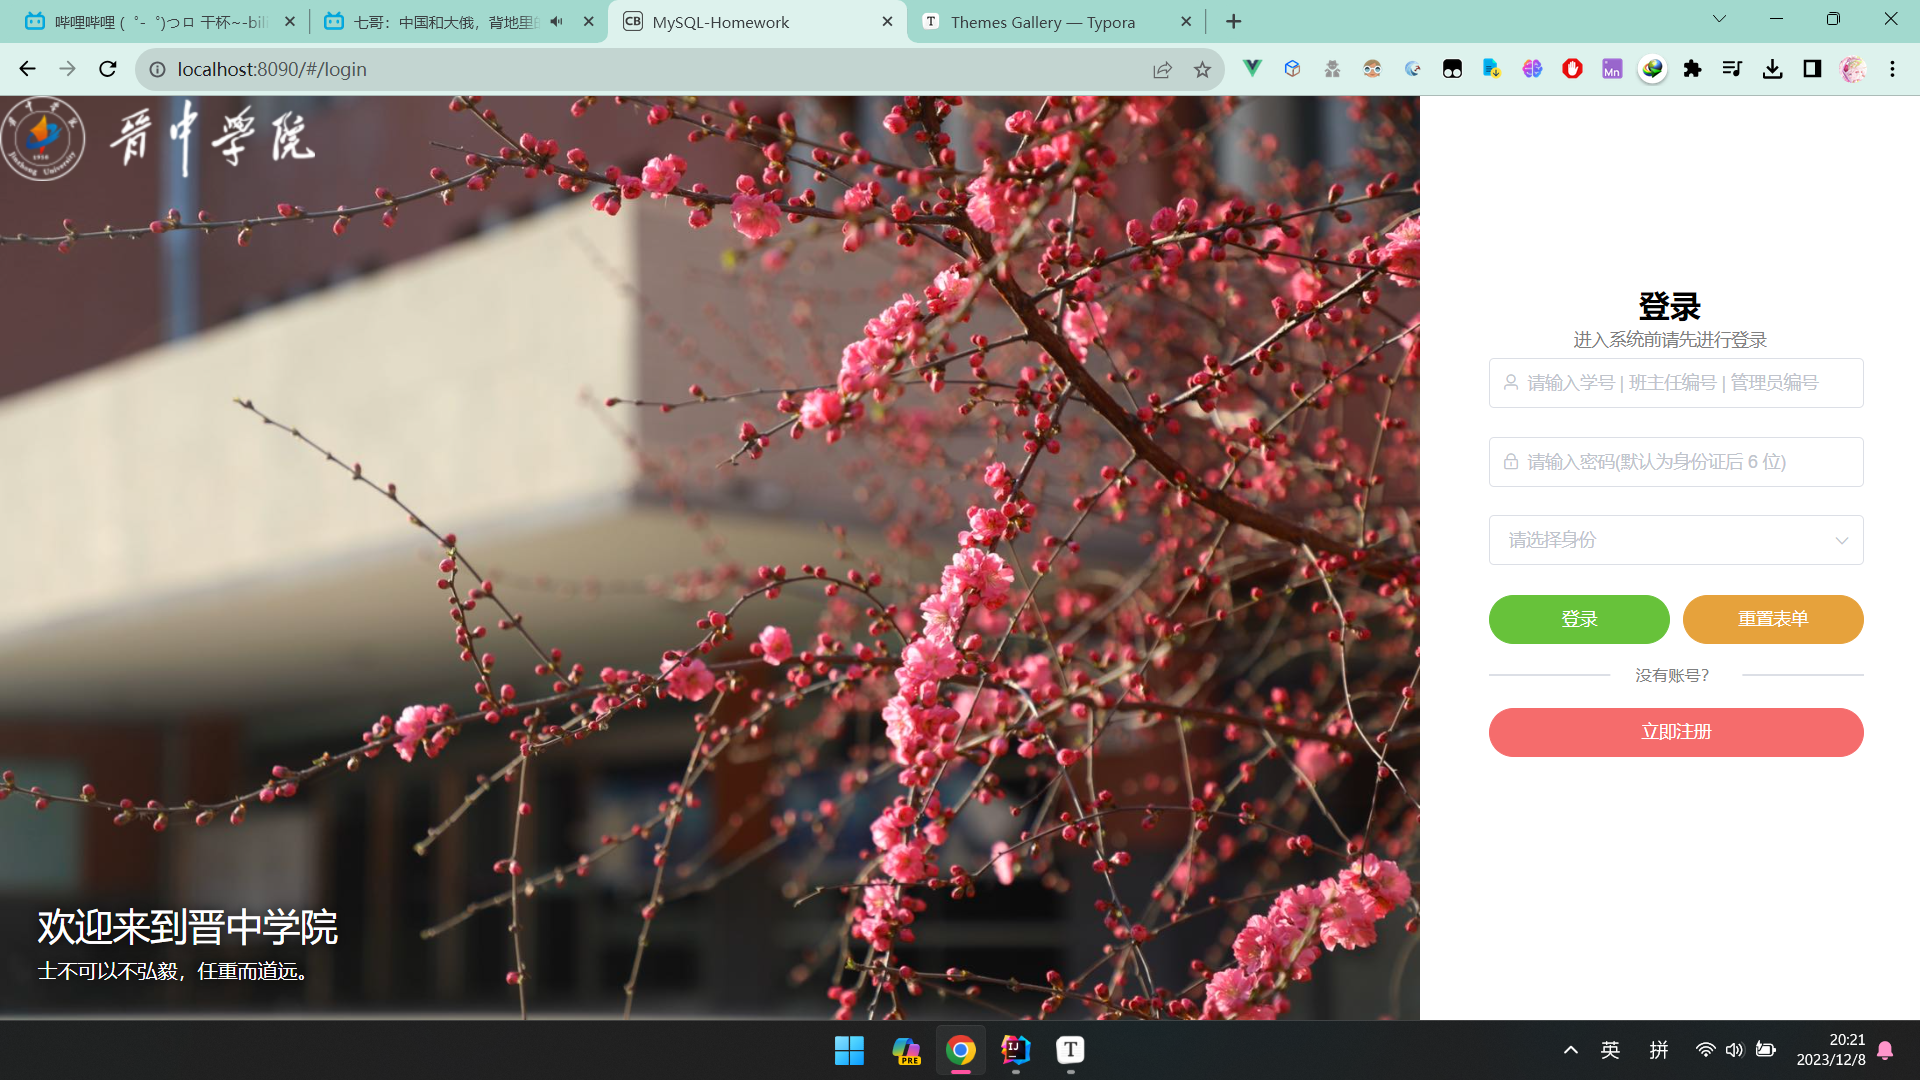 哔哩哔哩 (゜-゜)つロ 干杯~-bili
七哥：中国和大俄，背地里
MySQL-Homework
Themes Gallery — Typora
localhost:8090/#/login
晋中学院
Jinzhong University
登录
进入系统前请先进行登录
请输入学号 | 班主任编号 | 管理员编号
请输入密码(默认为身份证后 6 位)
请选择身份
登录
重置表单
没有账号？
立即注册
欢迎来到晋中学院
士不可以不弘毅，任重而道远。
英
拼
20:21
2023/12/8